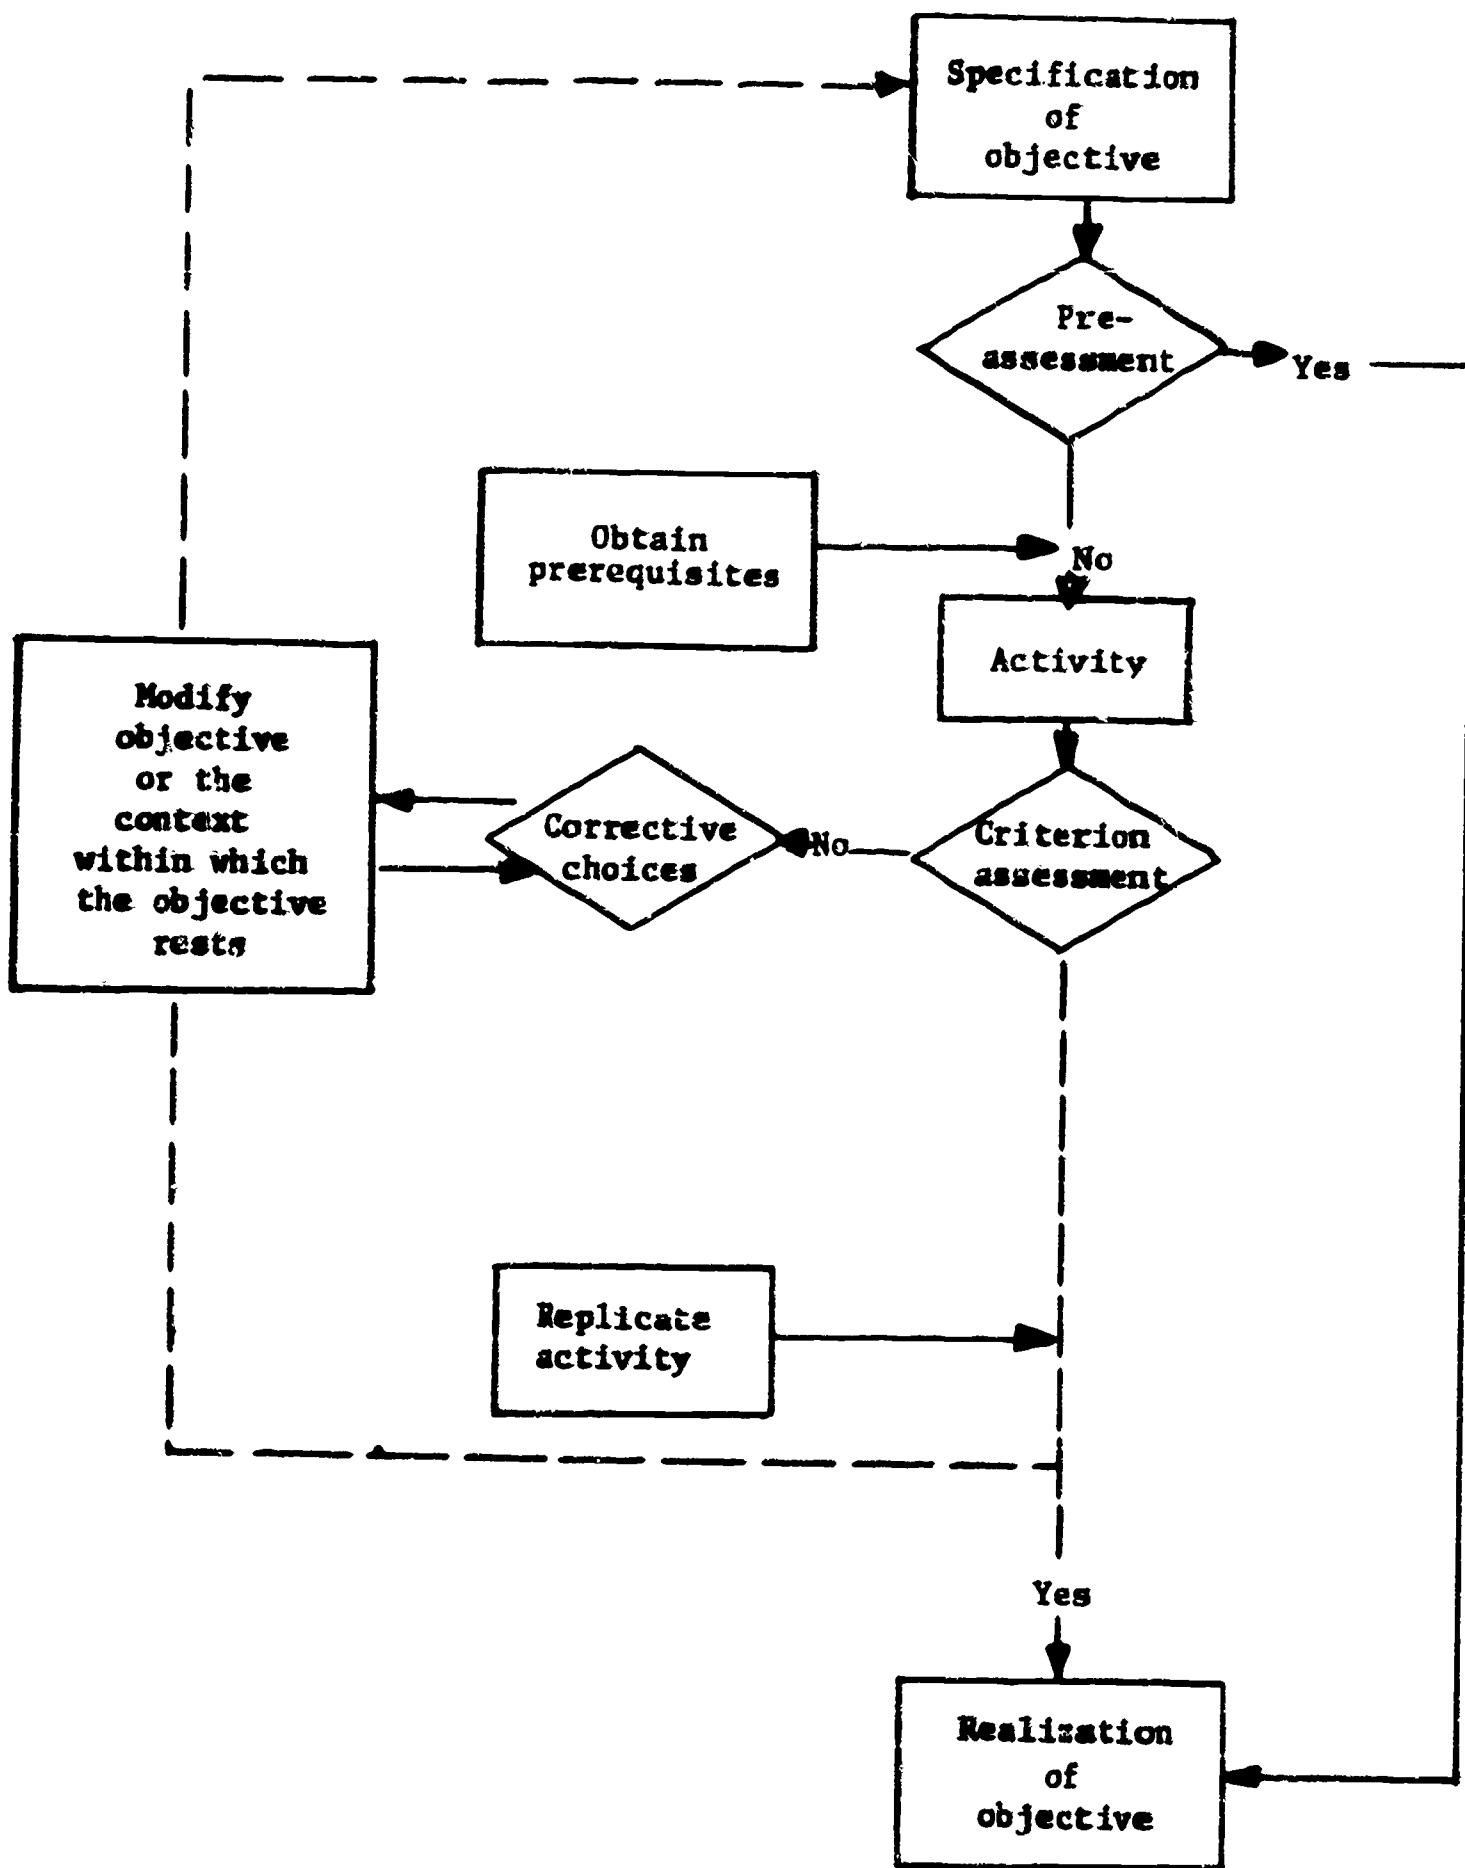 Specification
of
objective
Pre-
assessment
Yes
Obtain
prerequisites
No
Activity
Modify
objective
or the
context
within which
the objective
rests
Corrective
choices
No
Criterion
assessment
Replicate
activity
Yes
Realization
of
objective